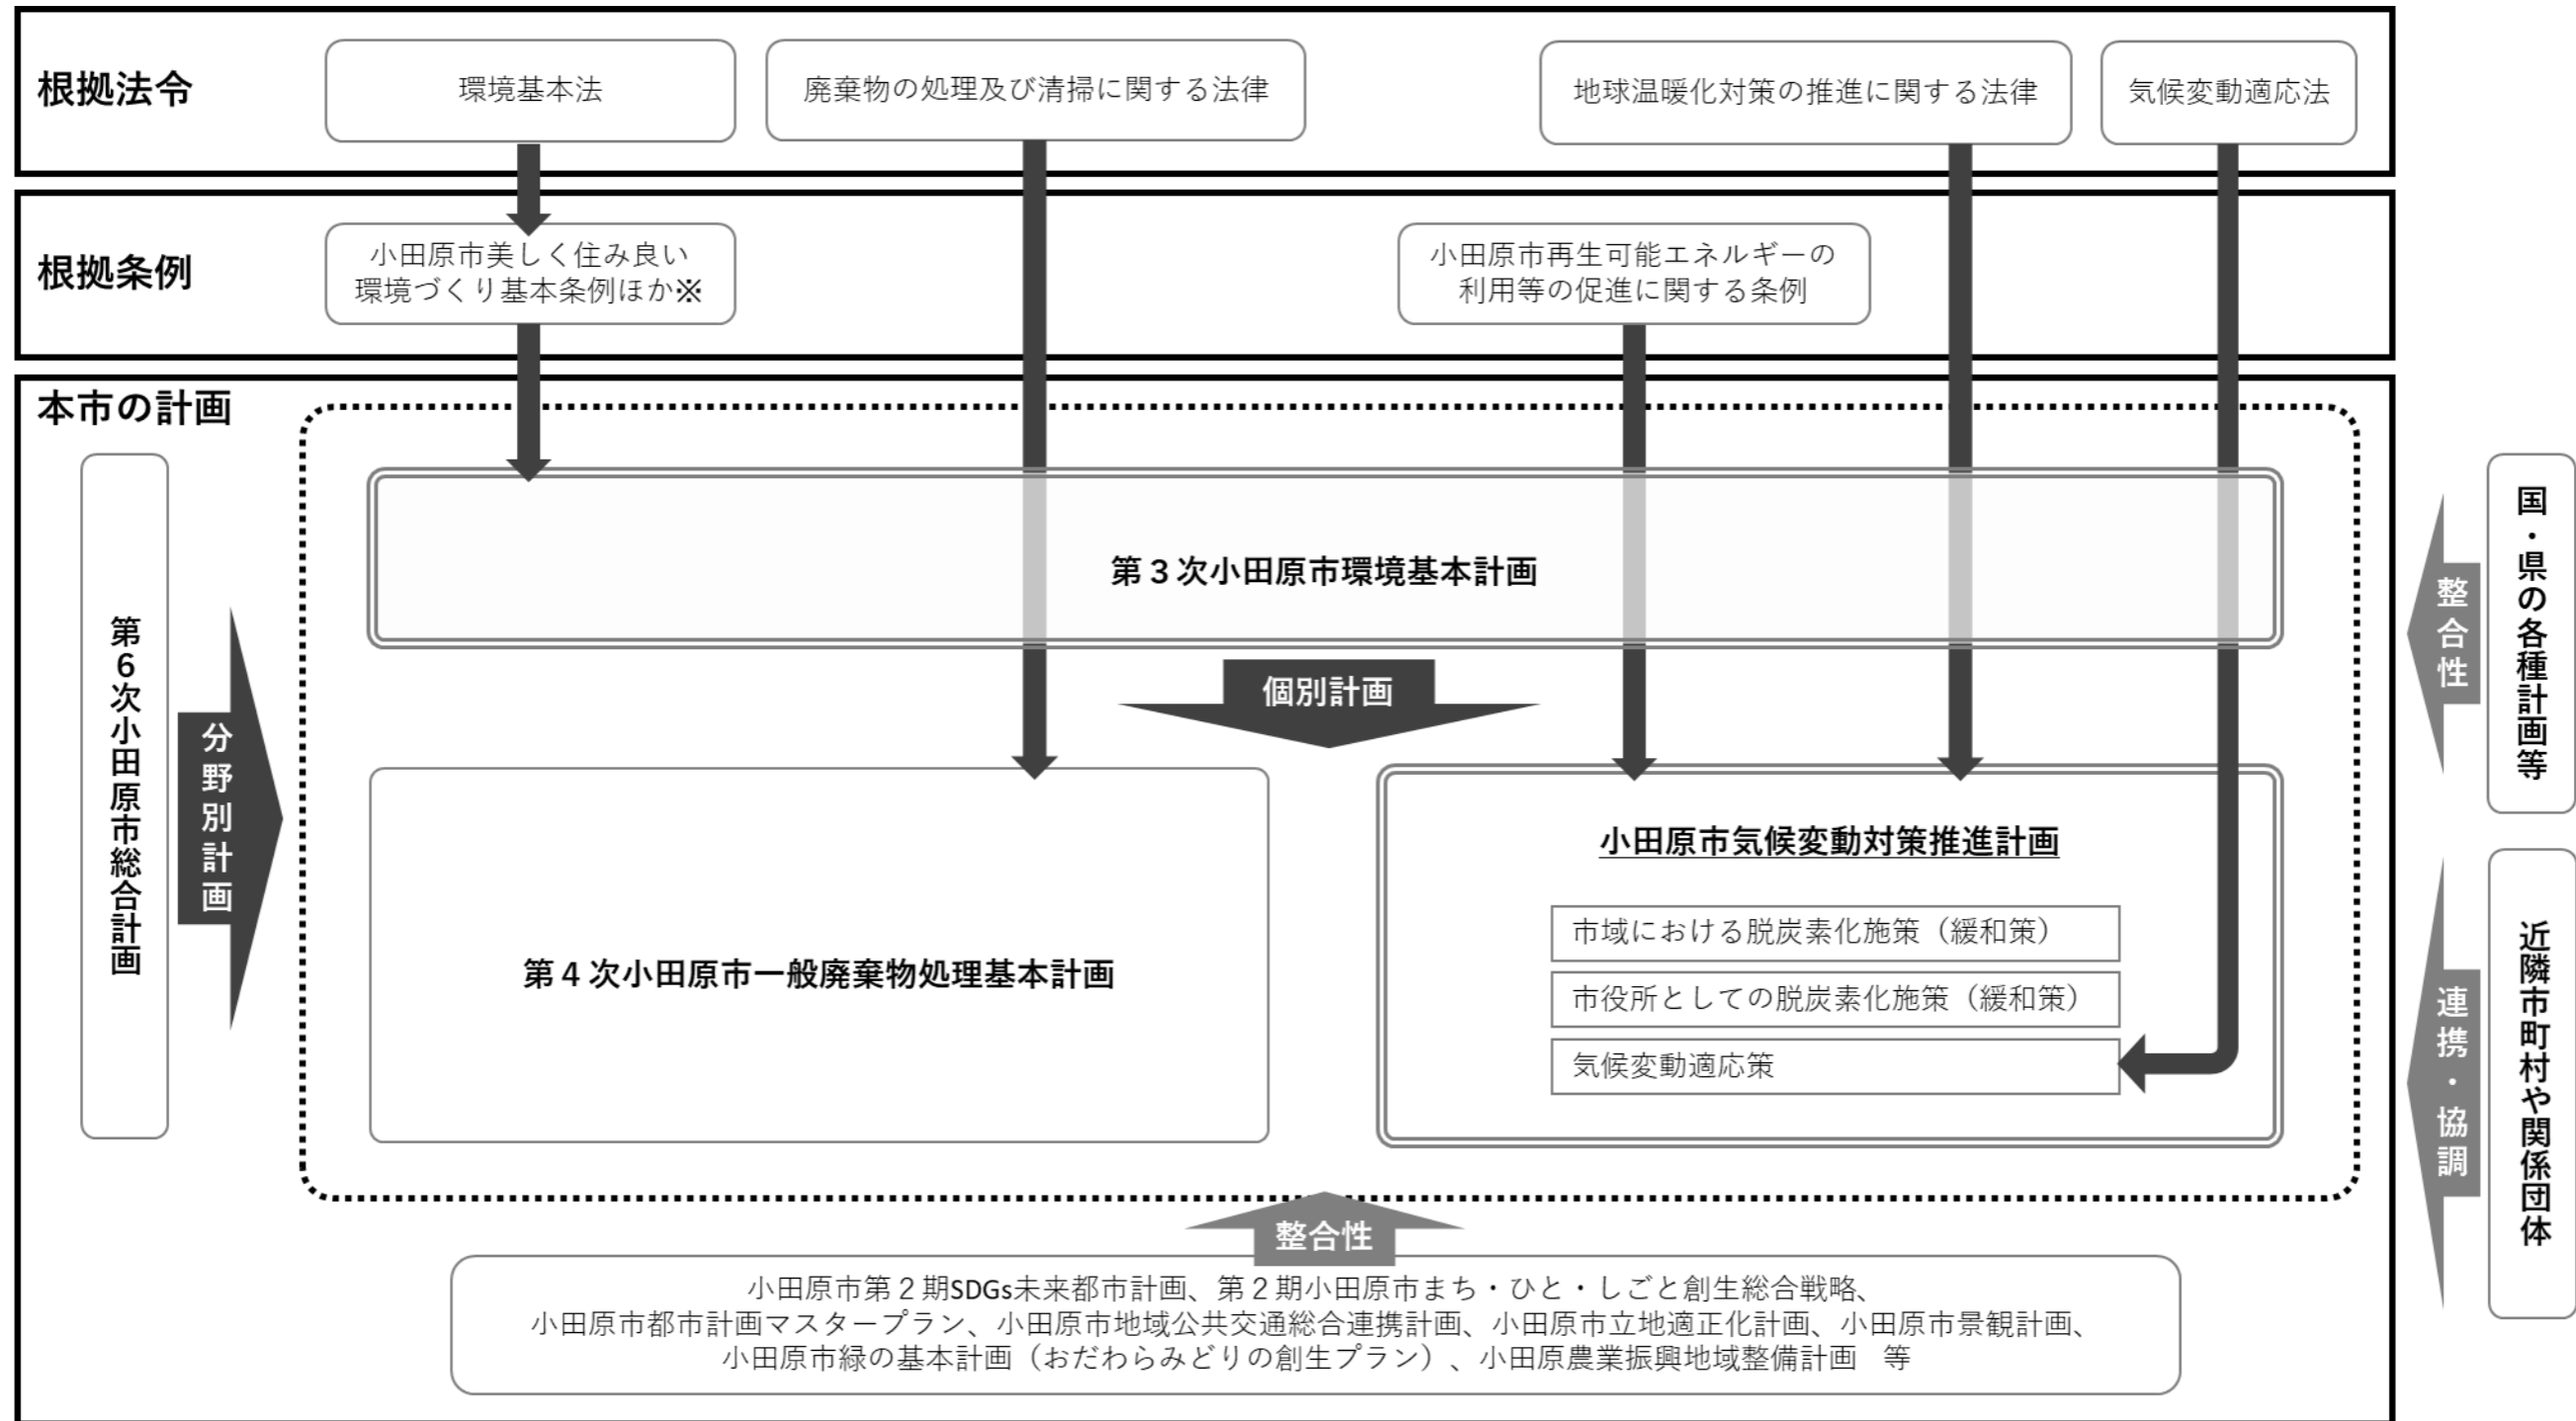 根拠法令
環境基本法
廃棄物の処理及び清掃に関する法律
地球温暖化対策の推進に関する法律
気候変動適応法
根拠条例
小田原市美しく住み良い
環境づくり基本条例ほか※
小田原市再生可能エネルギーの
利用等の促進に関する条例
本市の計画
第6次小田原市総合計画
分野別計画
第３次小田原市環境基本計画
個別計画
第４次小田原市一般廃棄物処理基本計画
小田原市気候変動対策推進計画
市域における脱炭素化施策（緩和策）
市役所としての脱炭素化施策（緩和策）
気候変動適応策
整合性
国・県の各種計画等
連携・協調
近隣市町村や関係団体
整合性
小田原市第２期SDGs未来都市計画、第２期小田原市まち・ひと・しごと創生総合戦略、
小田原市都市計画マスタープラン、小田原市地域公共交通総合連携計画、小田原市立地適正化計画、小田原市景観計画、
小田原市緑の基本計画（おだわらみどりの創生プラン）、小田原農業振興地域整備計画　等